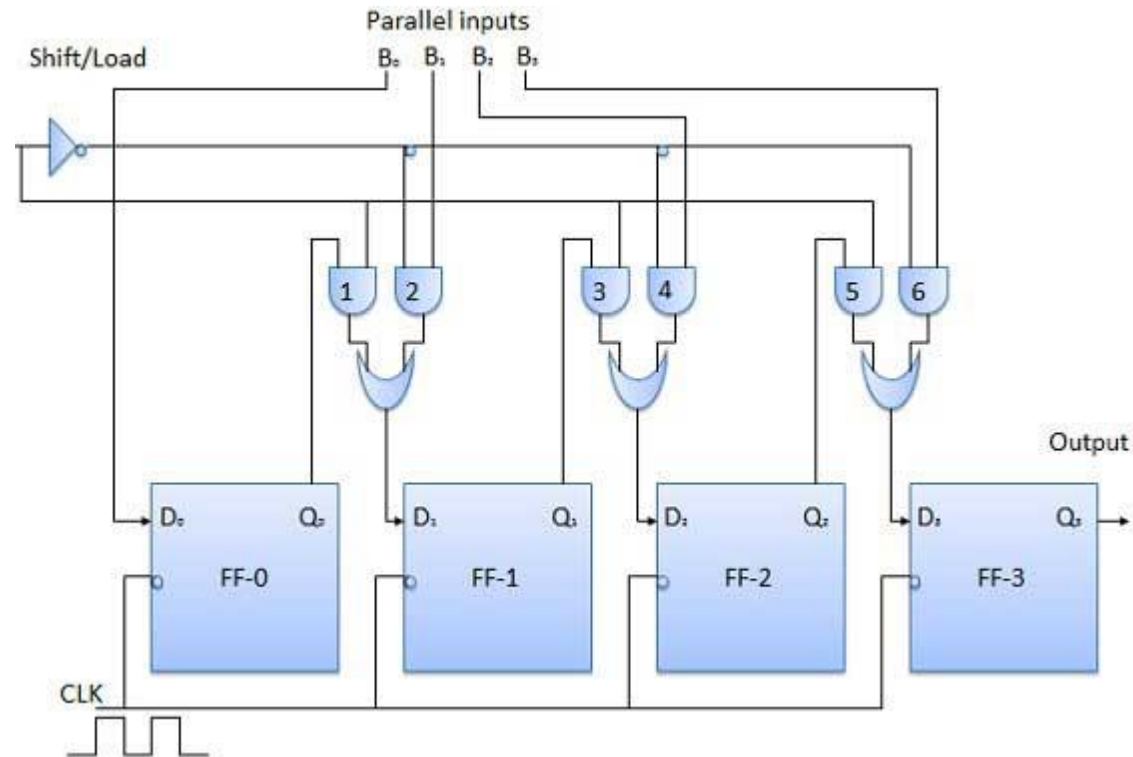 Parallel inputs
Shift/Load
B₀ B₁ B₂ B₃
1 2 3 4 5 6
Output
D₀ Q₀ D₁ Q₁ D₂ Q₂ D₃ Q₃
FF-0 FF-1 FF-2 FF-3
CLK